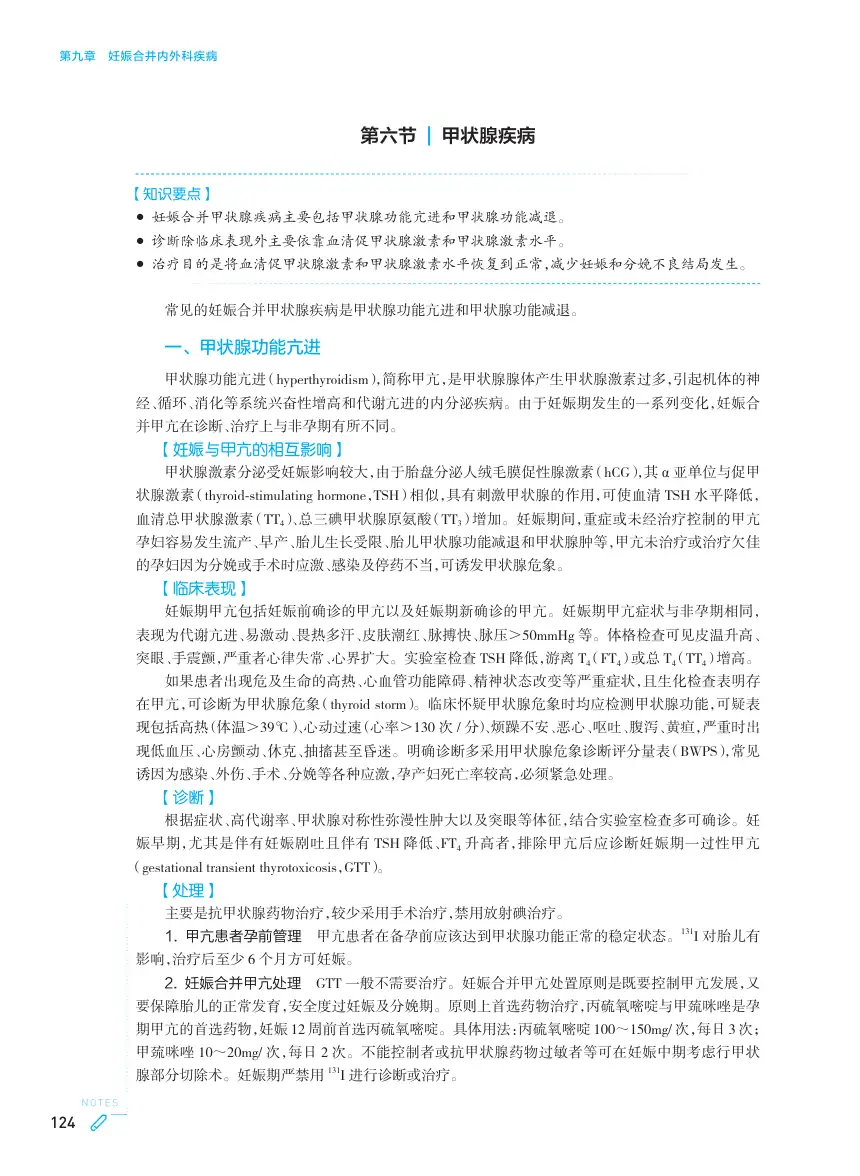 第九章 妊娠合并内外科疾病
第六节 | 甲状腺疾病
【知识要点】
● 妊娠合并甲状腺疾病主要包括甲状腺功能亢进和甲状腺功能减退。
● 诊断除临床表现外主要依靠血清促甲状腺激素和甲状腺激素水平。
● 治疗目的是将血清促甲状腺激素和甲状腺激素水平恢复到正常,减少妊娠和分娩不良结局发生。
常见的妊娠合并甲状腺疾病是甲状腺功能亢进和甲状腺功能减退。
一、甲状腺功能亢进
甲状腺功能亢进(hyperthyroidism),简称甲亢,是甲状腺腺体产生甲状腺激素过多,引起机体的神
经、循环、消化等系统兴奋性增高和代谢亢进的内分泌疾病。由于妊娠期发生的一系列变化,妊娠合
并甲亢在诊断、治疗上与非孕期有所不同。
【妊娠与甲亢的相互影响】
甲状腺激素分泌受妊娠影响较大,由于胎盘分泌人绒毛膜促性腺激素(hCG),其 α 亚单位与促甲
状腺激素(thyroid-stimulating hormone,TSH)相似,具有刺激甲状腺的作用,可使血清 TSH 水平降低,
血清总甲状腺激素(TT₄)、总三碘甲状腺原氨酸(TT₃)增加。妊娠期间,重症或未经治疗控制的甲亢
孕妇容易发生流产、早产、胎儿生长受限、胎儿甲状腺功能减退和甲状腺肿等,甲亢未治疗或治疗欠佳
的孕妇因为分娩或手术时应激、感染及停药不当,可诱发甲状腺危象。
【临床表现】
妊娠期甲亢包括妊娠前确诊的甲亢以及妊娠期新确诊的甲亢。妊娠期甲亢症状与非孕期相同,
表现为代谢亢进、易激动、畏热多汗、皮肤潮红、脉搏快、脉压>50mmHg 等。体格检查可见皮温升高、
突眼、手震颤,严重者心律失常、心界扩大。实验室检查 TSH 降低,游离 T₄(FT₄)或总 T₄(TT₄)增高。
如果患者出现危及生命的高热、心血管功能障碍、精神状态改变等严重症状,且生化检查表明存
在甲亢,可诊断为甲状腺危象(thyroid storm)。临床怀疑甲状腺危象时均应检测甲状腺功能,可疑表
现包括高热(体温>39℃)、心动过速(心率>130 次 / 分)、烦躁不安、恶心、呕吐、腹泻、黄疸,严重时出
现低血压、心房颤动、休克、抽搐甚至昏迷。明确诊断多采用甲状腺危象诊断评分量表(BWPS),常见
诱因为感染、外伤、手术、分娩等各种应激,孕产妇死亡率较高,必须紧急处理。
【诊断】
根据症状、高代谢率、甲状腺对称性弥漫性肿大以及突眼等体征,结合实验室检查多可确诊。妊
娠早期,尤其是伴有妊娠剧吐且伴有 TSH 降低、FT₄ 升高者,排除甲亢后应诊断妊娠期一过性甲亢
(gestational transient thyrotoxicosis,GTT)。
【处理】
主要是抗甲状腺药物治疗,较少采用手术治疗,禁用放射碘治疗。
1. 甲亢患者孕前管理 甲亢患者在备孕前应该达到甲状腺功能正常的稳定状态。¹³¹I 对胎儿有
影响,治疗后至少 6 个月方可妊娠。
2. 妊娠合并甲亢处理 GTT 一般不需要治疗。妊娠合并甲亢处置原则是既要控制甲亢发展,又
要保障胎儿的正常发育,安全度过妊娠及分娩期。原则上首选药物治疗,丙硫氧嘧啶与甲巯咪唑是孕
期甲亢的首选药物,妊娠 12 周前首选丙硫氧嘧啶。具体用法:丙硫氧嘧啶 100～150mg/ 次,每日 3 次;
甲巯咪唑 10～20mg/ 次,每日 2 次。不能控制者或抗甲状腺药物过敏者等可在妊娠中期考虑行甲状
腺部分切除术。妊娠期严禁用 ¹³¹I 进行诊断或治疗。
NOTES
124